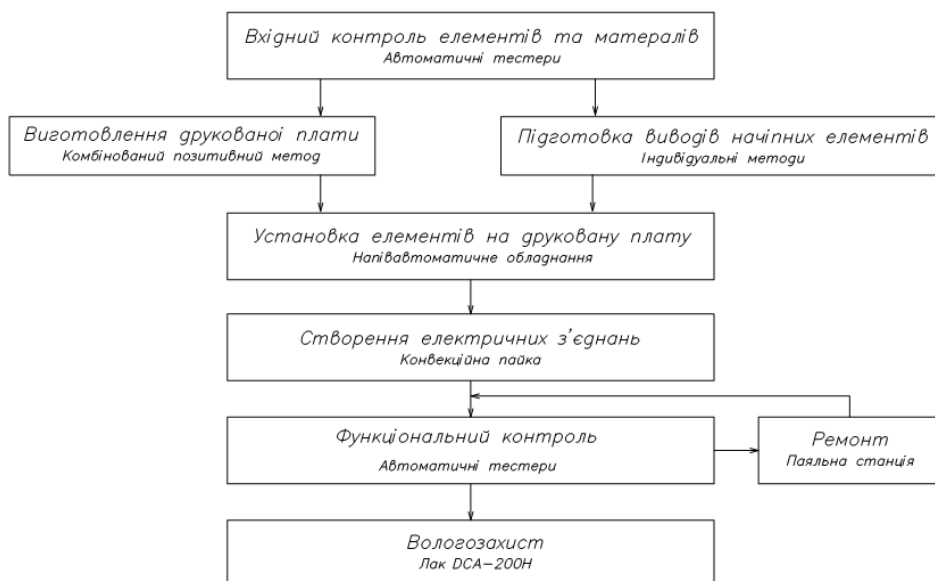 Вхідний контроль елементів та матералів
Автоматичні тестери
Виготовлення друкованої плати
Комбінований позитивний метод
Підготовка виводів начіпних елементів
Індивідуальні методи
Установка елементів на друковану плату
Напівавтоматичне обладнання
Створення електричних з'єднань
Конвекційна пайка
Функціональний контроль
Автоматичні тестери
Ремонт
Паяльна станція
Вологозахист
Лак DCA-200H